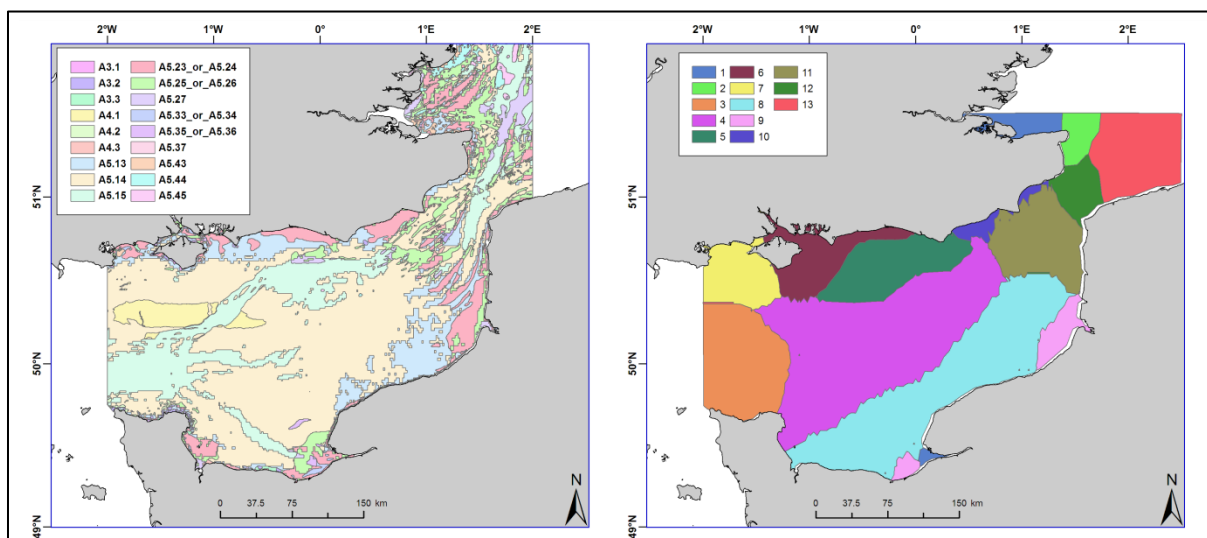 2°W 1°W 0° 1°E 2°E
A3.1 A5.23_or_A5.24
A3.2 A5.25_or_A5.26
A3.3 A5.27
A4.1 A5.33_or_A5.34
A4.2 A5.35_or_A5.36
A4.3 A5.37
A5.13 A5.43
A5.14 A5.44
A5.15 A5.45
51°N
50°N
49°N
0 37.5 75 150 km
N
2°W 1°W 0° 1°E 2°E
1 6 11
2 7 12
3 8 13
4 9
5 10
51°N
50°N
49°N
0 37.5 75 150 km
N